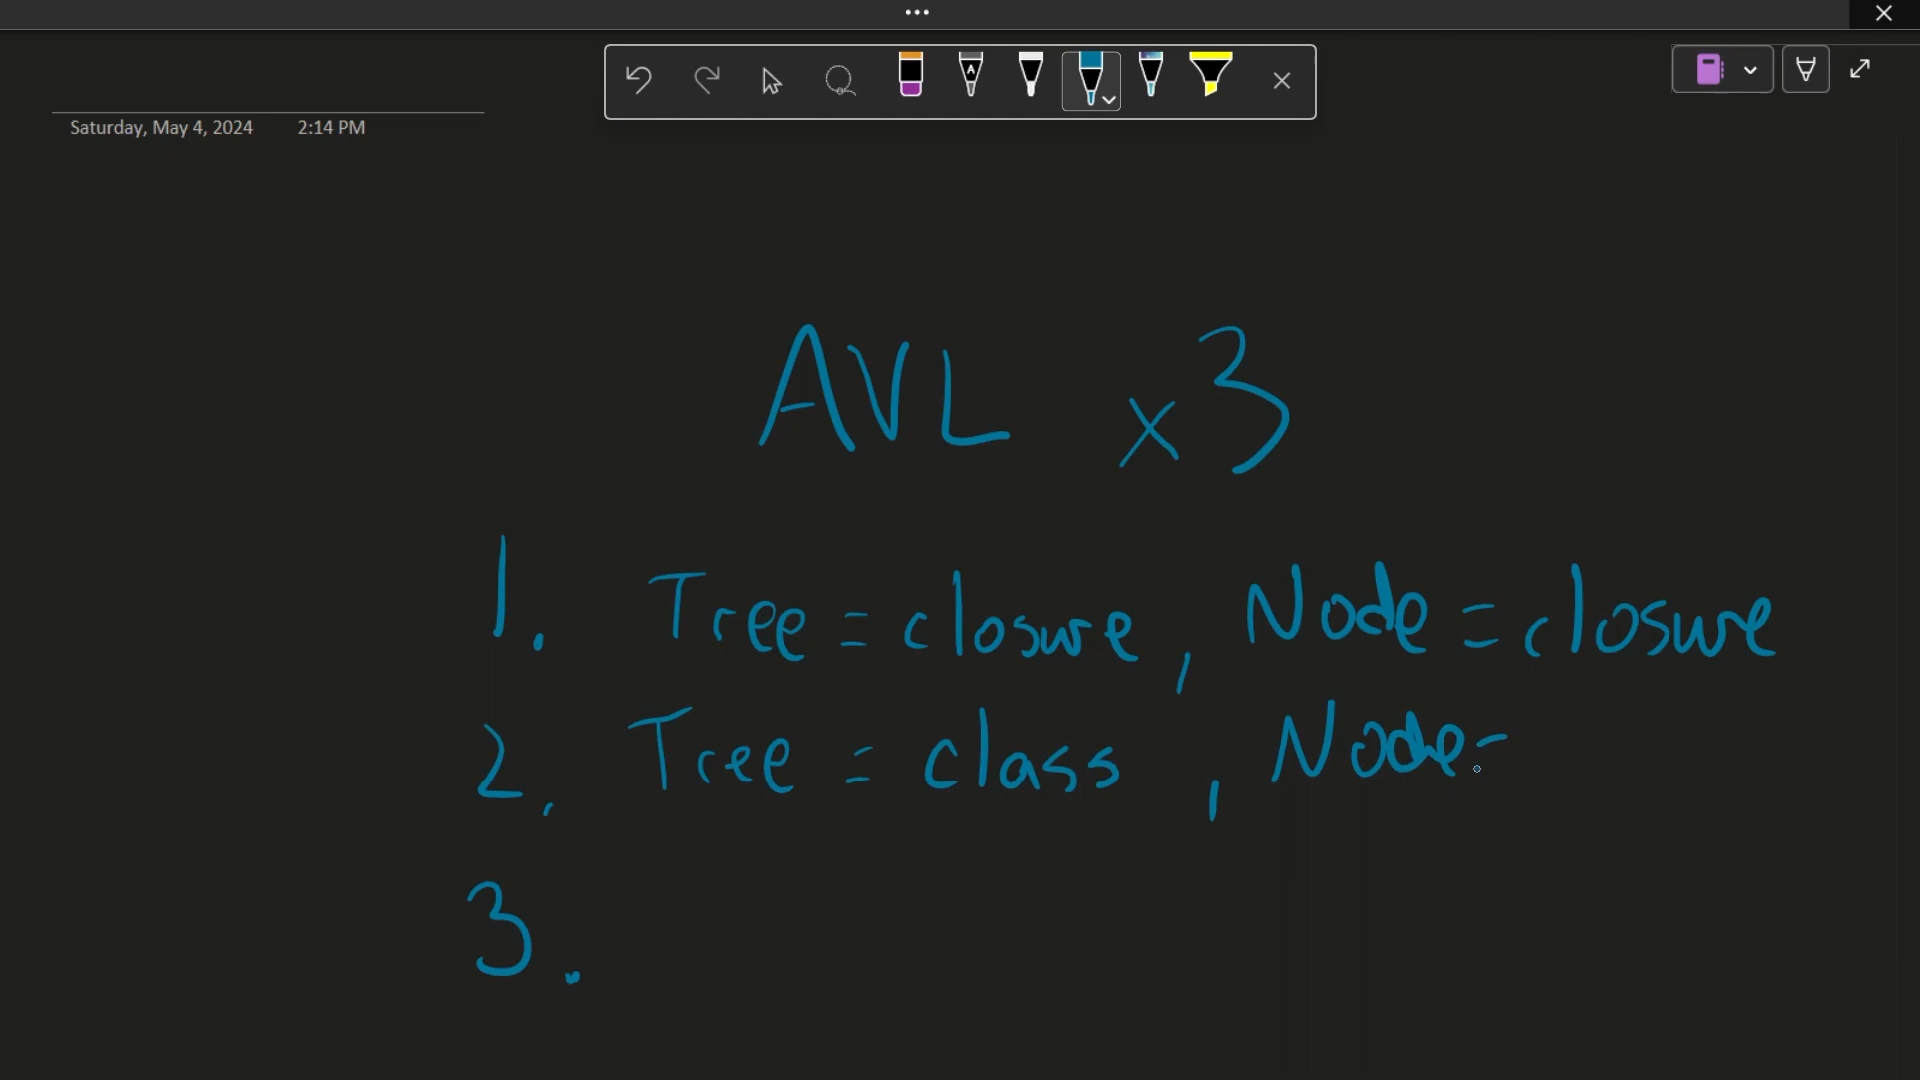 Saturday, May 4, 2024 2:14 PM
AVL x3
1. Tree = closure, Node = closure
2. Tree = class, Node -
3.